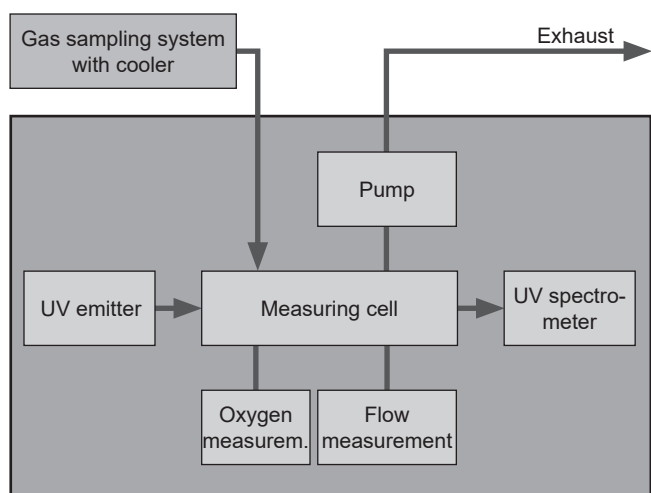 Gas sampling system
with cooler
Exhaust
Pump
UV emitter
Measuring cell
UV spectro-
meter
Oxygen
measurem.
Flow
measurement